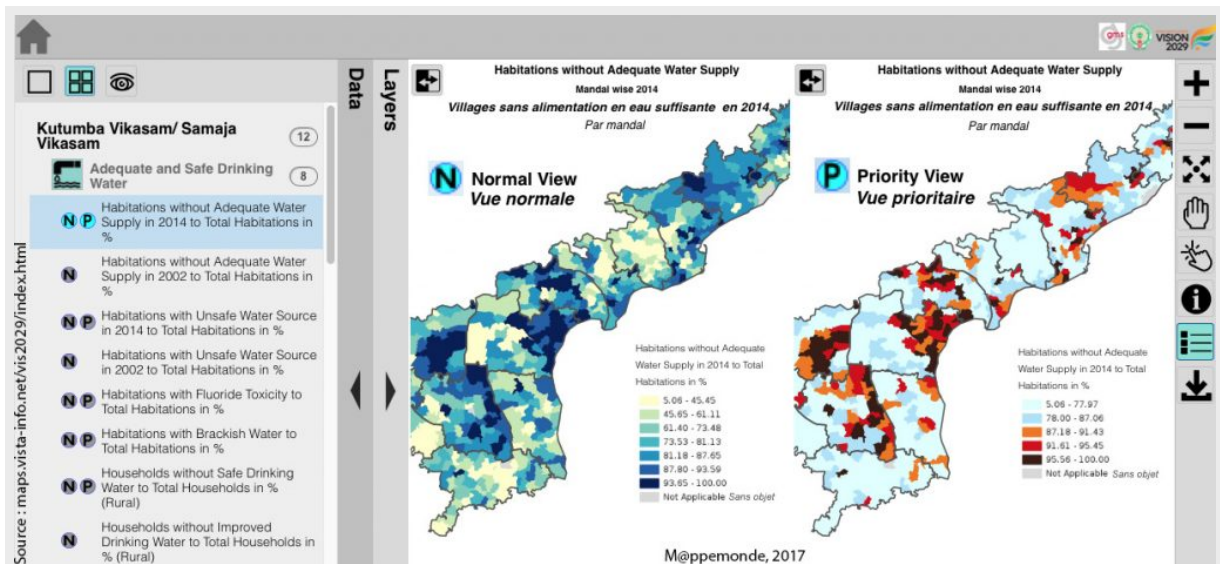 gms
VISION
2029
Data
Layers
Kutumba Vikasam/ Samaja
Vikasam
12
Adequate and Safe Drinking
Water
8
N P
Habitations without Adequate Water
Supply in 2014 to Total Habitations in
%
N
Habitations without Adequate Water
Supply in 2002 to Total Habitations in
%
N P
Habitations with Unsafe Water Source
in 2014 to Total Habitations in %
N
Habitations with Unsafe Water Source
in 2002 to Total Habitations in %
N P
Habitations with Fluoride Toxicity to
Total Habitations in %
N P
Habitations with Brackish Water to
Total Habitations in %
N P
Households without Safe Drinking
Water to Total Households in %
(Rural)
N
Households without Improved
Drinking Water to Total Households in
% (Rural)
Source : maps.vista-info.net/vis2029/index.html
Habitations without Adequate Water Supply
Mandal wise 2014
Villages sans alimentation en eau suffisante en 2014
Par mandal
N Normal View
Vue normale
Habitations without Adequate
Water Supply in 2014 to Total
Habitations in %
5.06 - 45.45
45.65 - 61.11
61.40 - 73.48
73.53 - 81.13
81.18 - 87.65
87.80 - 93.59
93.65 - 100.00
Not Applicable Sans objet
Habitations without Adequate Water Supply
Mandal wise 2014
Villages sans alimentation en eau suffisante en 2014
Par mandal
P Priority View
Vue prioritaire
Habitations without Adequate
Water Supply in 2014 to Total
Habitations in %
5.06 - 77.97
78.00 - 87.06
87.18 - 91.43
91.61 - 95.45
95.56 - 100.00
Not Applicable Sans objet
M@ppemonde, 2017